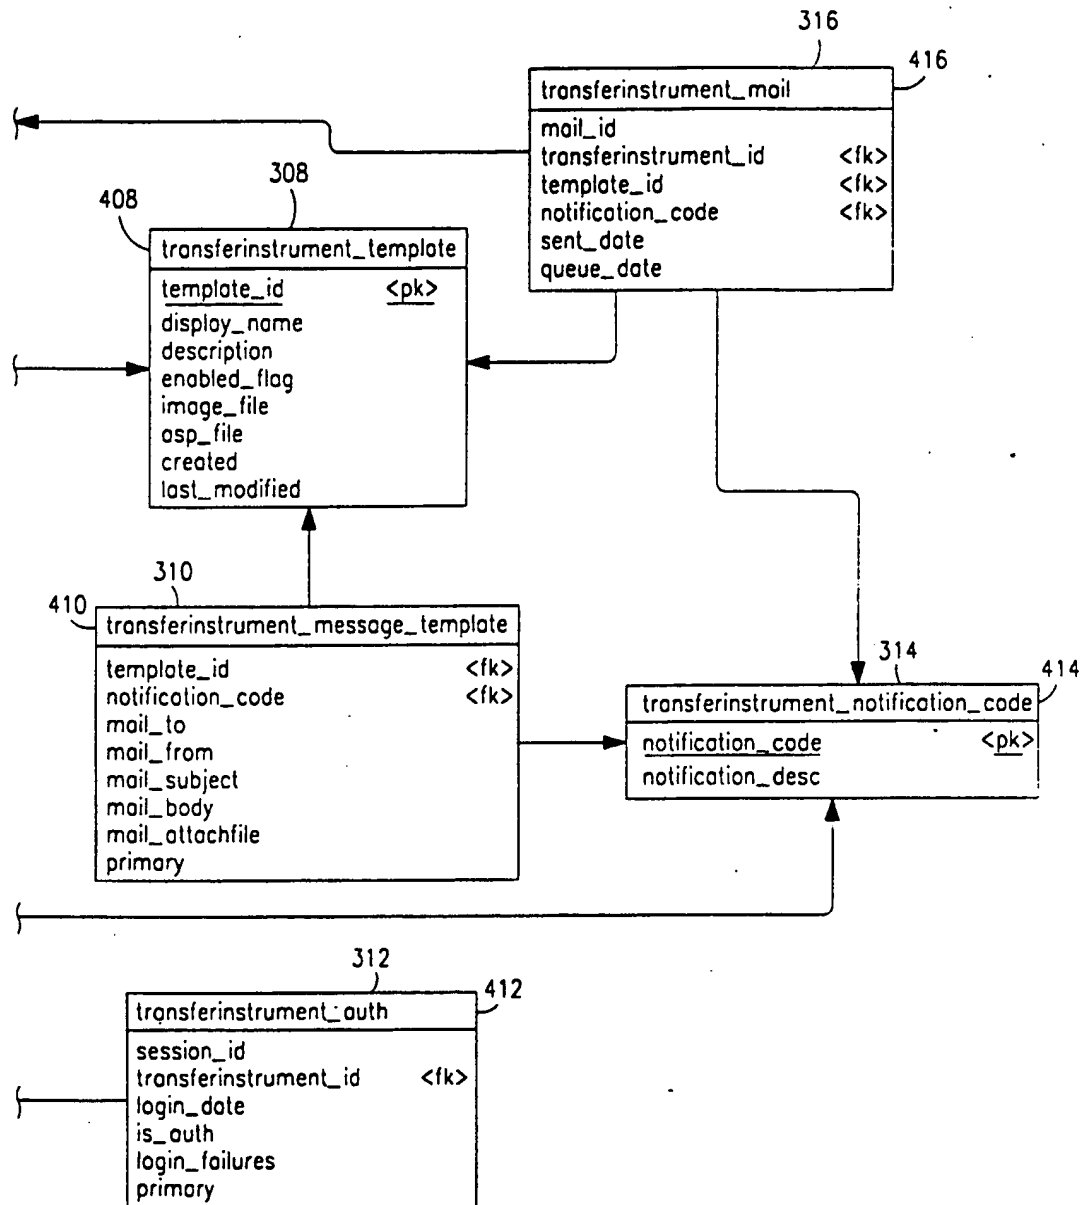 316
416
transferinstrument_mail
mail_id
transferinstrument_id <fk>
template_id <fk>
notification_code <fk>
sent_date
queue_date
308
408
transferinstrument_template
template_id <pk>
display_name
description
enabled_flag
image_file
asp_file
created
last_modified
310
410
transferinstrument_message_template
template_id <fk>
notification_code <fk>
mail_to
mail_from
mail_subject
mail_body
mail_attachfile
primary
314
414
transferinstrument_notification_code
notification_code <pk>
notification_desc
312
412
transferinstrument_auth
session_id
transferinstrument_id <fk>
login_date
is_auth
login_failures
primary